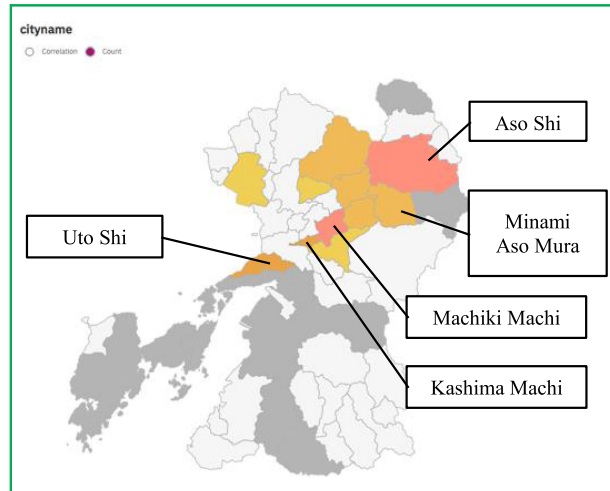 cityname
Correlation
Count
Aso Shi
Minami
Aso Mura
Uto Shi
Machiki Machi
Kashima Machi